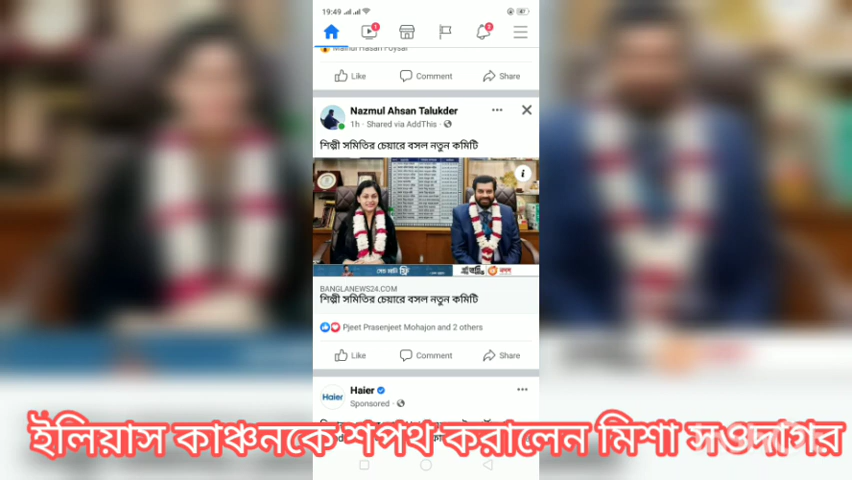 19:49
Like Comment Share
Nazmul Ahsan Talukder
1h · Shared via AddThis ·
শিল্পী সমিতির চেয়ারে বসল নতুন কমিটি
BANGLANEWS24.COM
শিল্পী সমিতির চেয়ারে বসল নতুন কমিটি
Pjeet Prasenjeet Mohajon and 2 others
Like Comment Share
Haier
Sponsored ·
ইলিয়াস কাঞ্চনকে শপথ করালেন মিশা সওদাগর